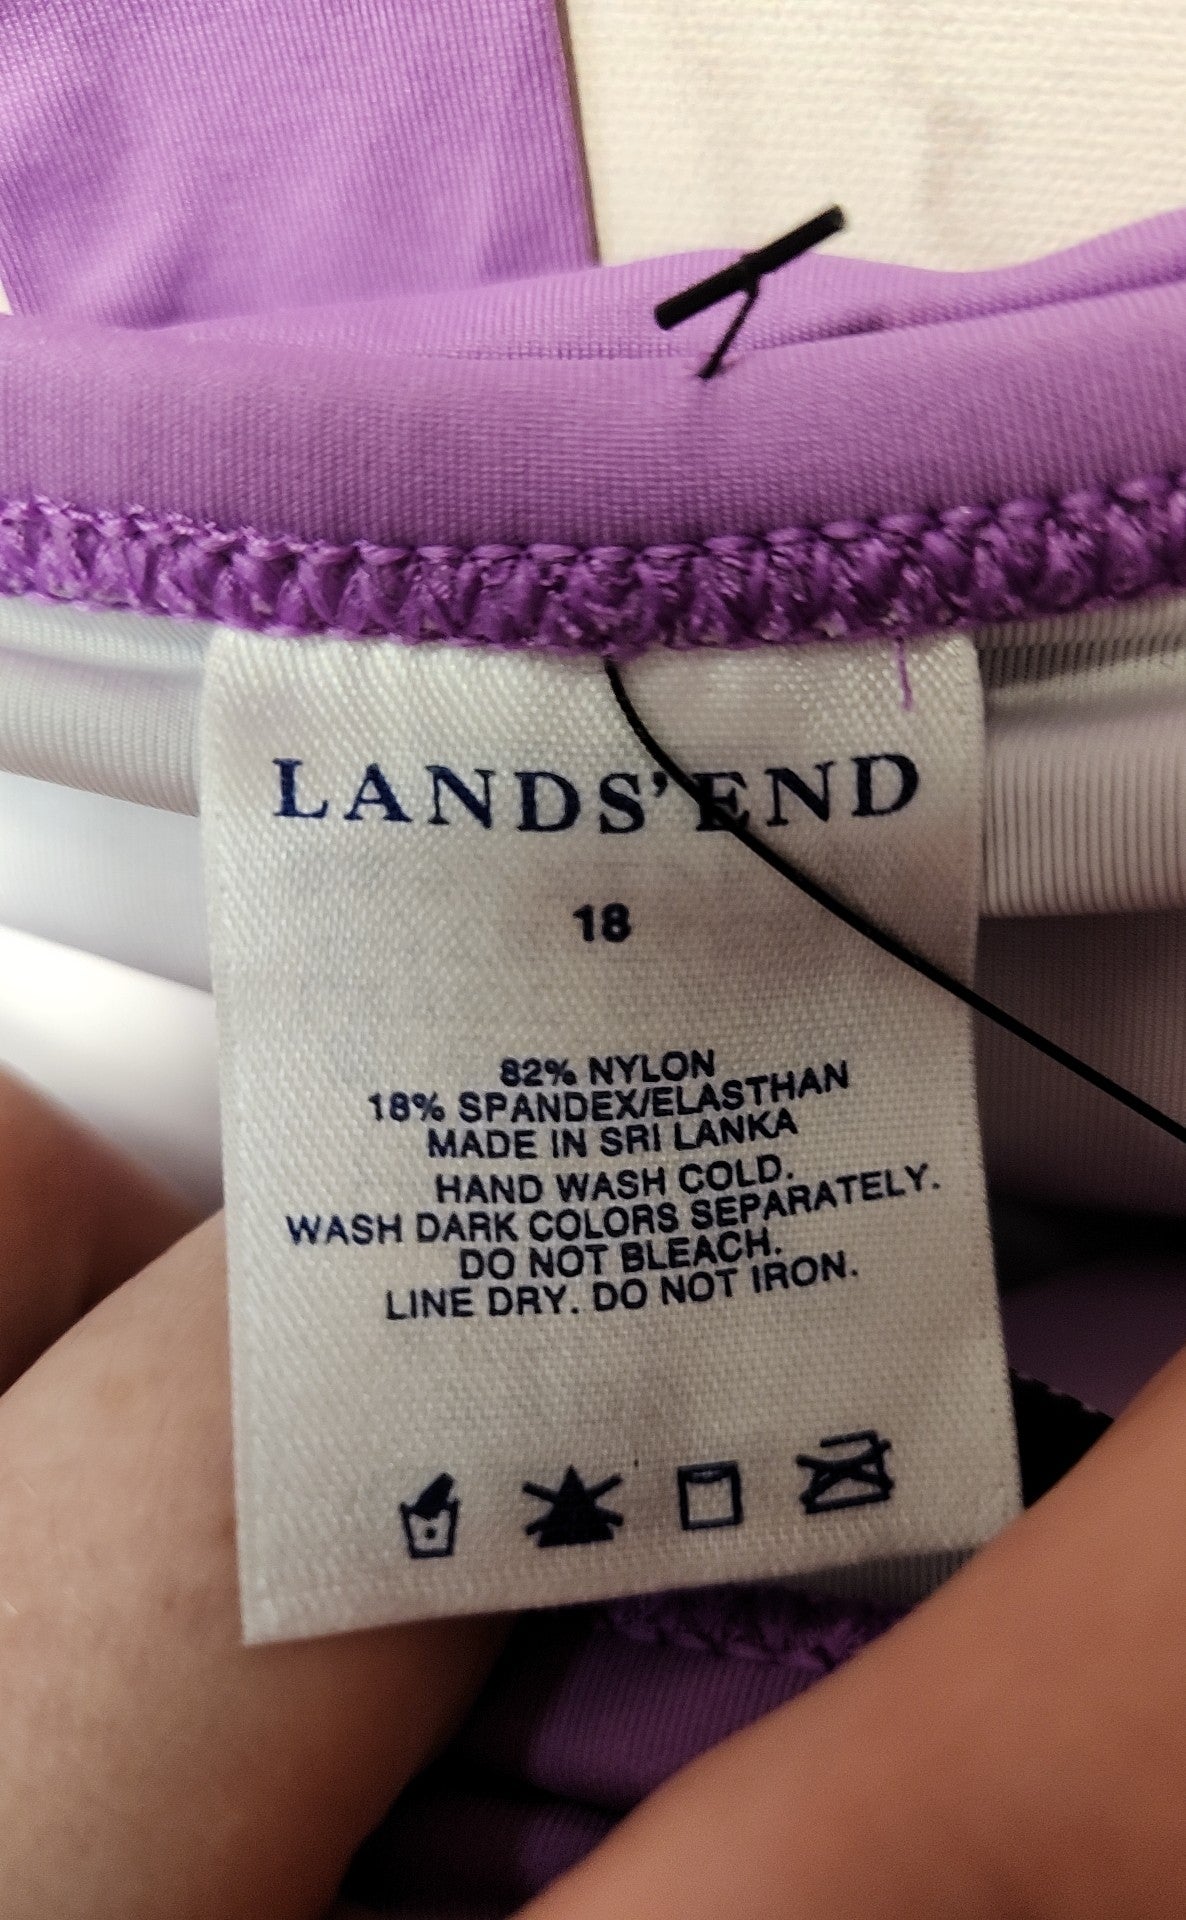 LANDS' END
18
82% NYLON
18% SPANDEX/ELASTHAN
MADE IN SRI LANKA
HAND WASH COLD.
WASH DARK COLORS SEPARATELY.
DO NOT BLEACH.
LINE DRY. DO NOT IRON.